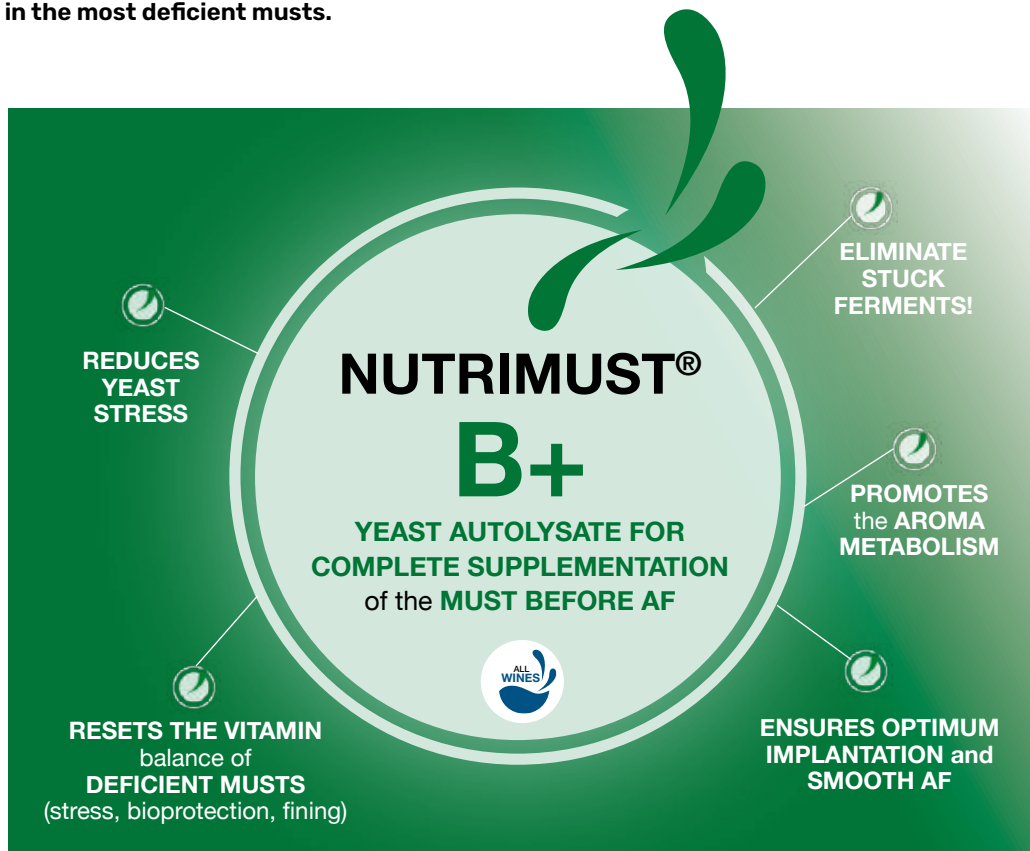 in the most deficient musts.
ELIMINATE
STUCK
FERMENTS!
REDUCES
YEAST
STRESS
NUTRIMUST®
B+
YEAST AUTOLYSATE FOR
COMPLETE SUPPLEMENTATION
of the MUST BEFORE AF
ALL
WINES
PROMOTES
the AROMA
METABOLISM
RESETS THE VITAMIN
balance of
DEFICIENT MUSTS
(stress, bioprotection, fining)
ENSURES OPTIMUM
IMPLANTATION and
SMOOTH AF